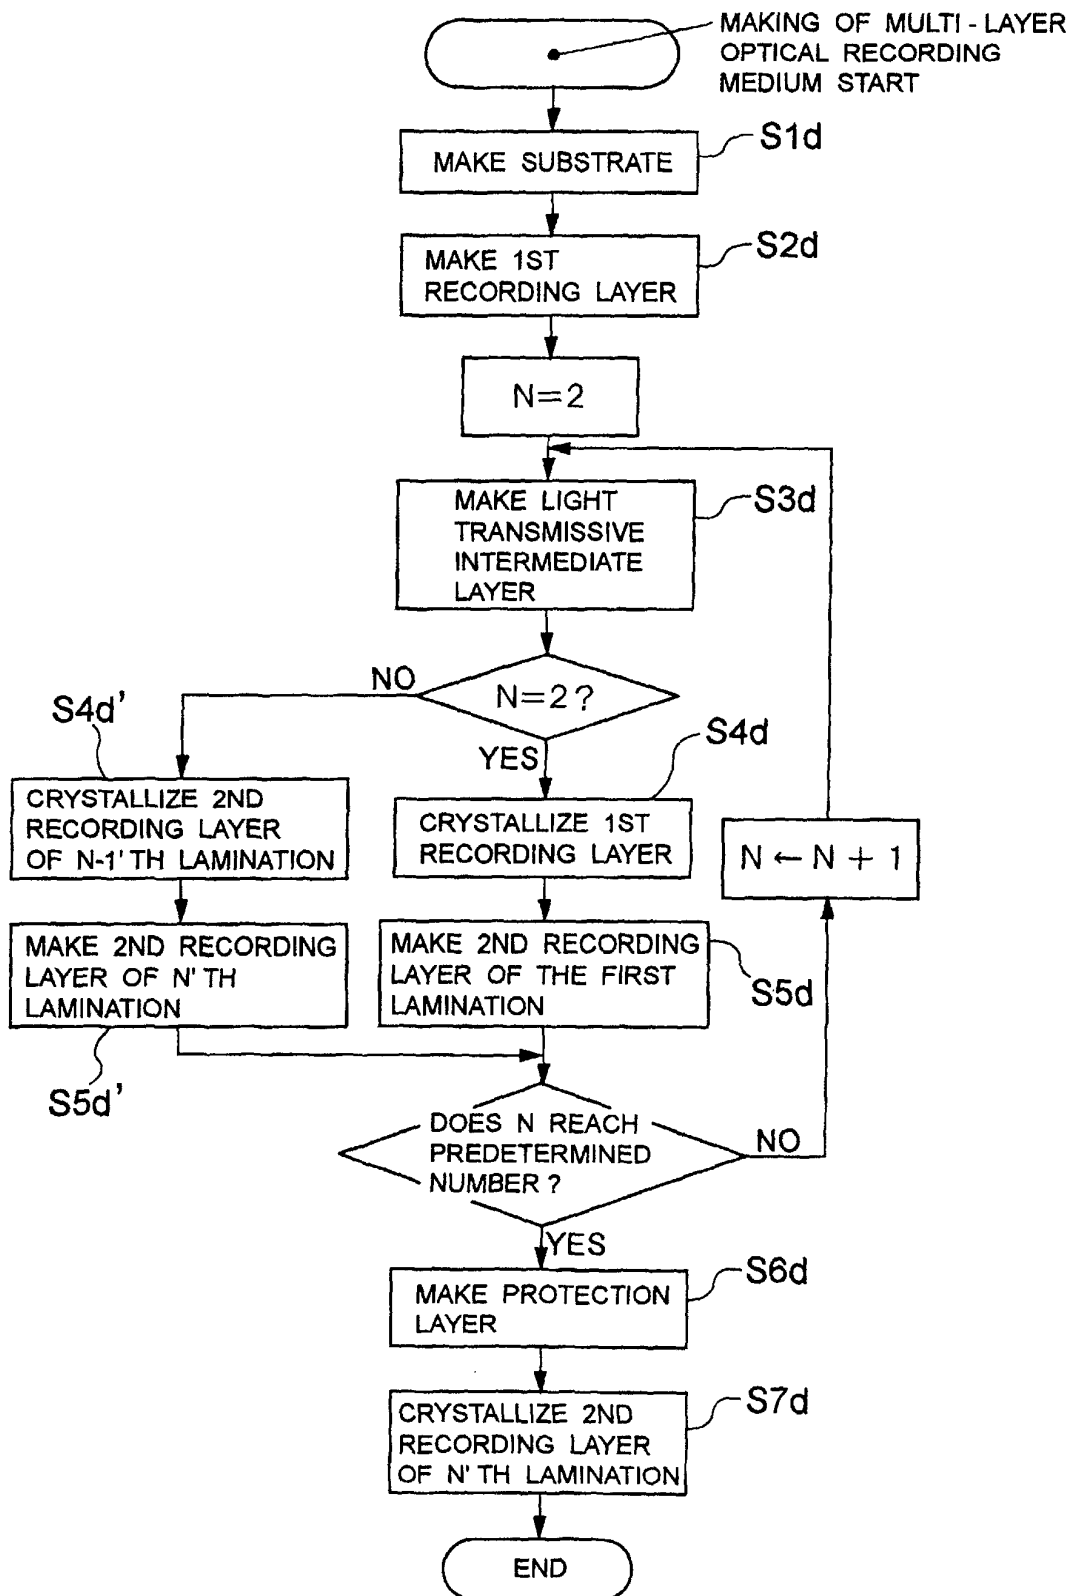 MAKING OF MULTI-LAYER
OPTICAL RECORDING
MEDIUM START
MAKE SUBSTRATE
S1d
MAKE 1ST
RECORDING LAYER
S2d
N=2
MAKE LIGHT
TRANSMISSIVE
INTERMEDIATE
LAYER
S3d
N=2?
NO
YES
S4d'
CRYSTALLIZE 2ND
RECORDING LAYER
OF N-1'TH LAMINATION
S4d
CRYSTALLIZE 1ST
RECORDING LAYER
N ← N + 1
MAKE 2ND RECORDING
LAYER OF N'TH
LAMINATION
S5d'
MAKE 2ND RECORDING
LAYER OF THE FIRST
LAMINATION
S5d
DOES N REACH
PREDETERMINED
NUMBER?
NO
YES
MAKE PROTECTION
LAYER
S6d
CRYSTALLIZE 2ND
RECORDING LAYER
OF N'TH LAMINATION
S7d
END